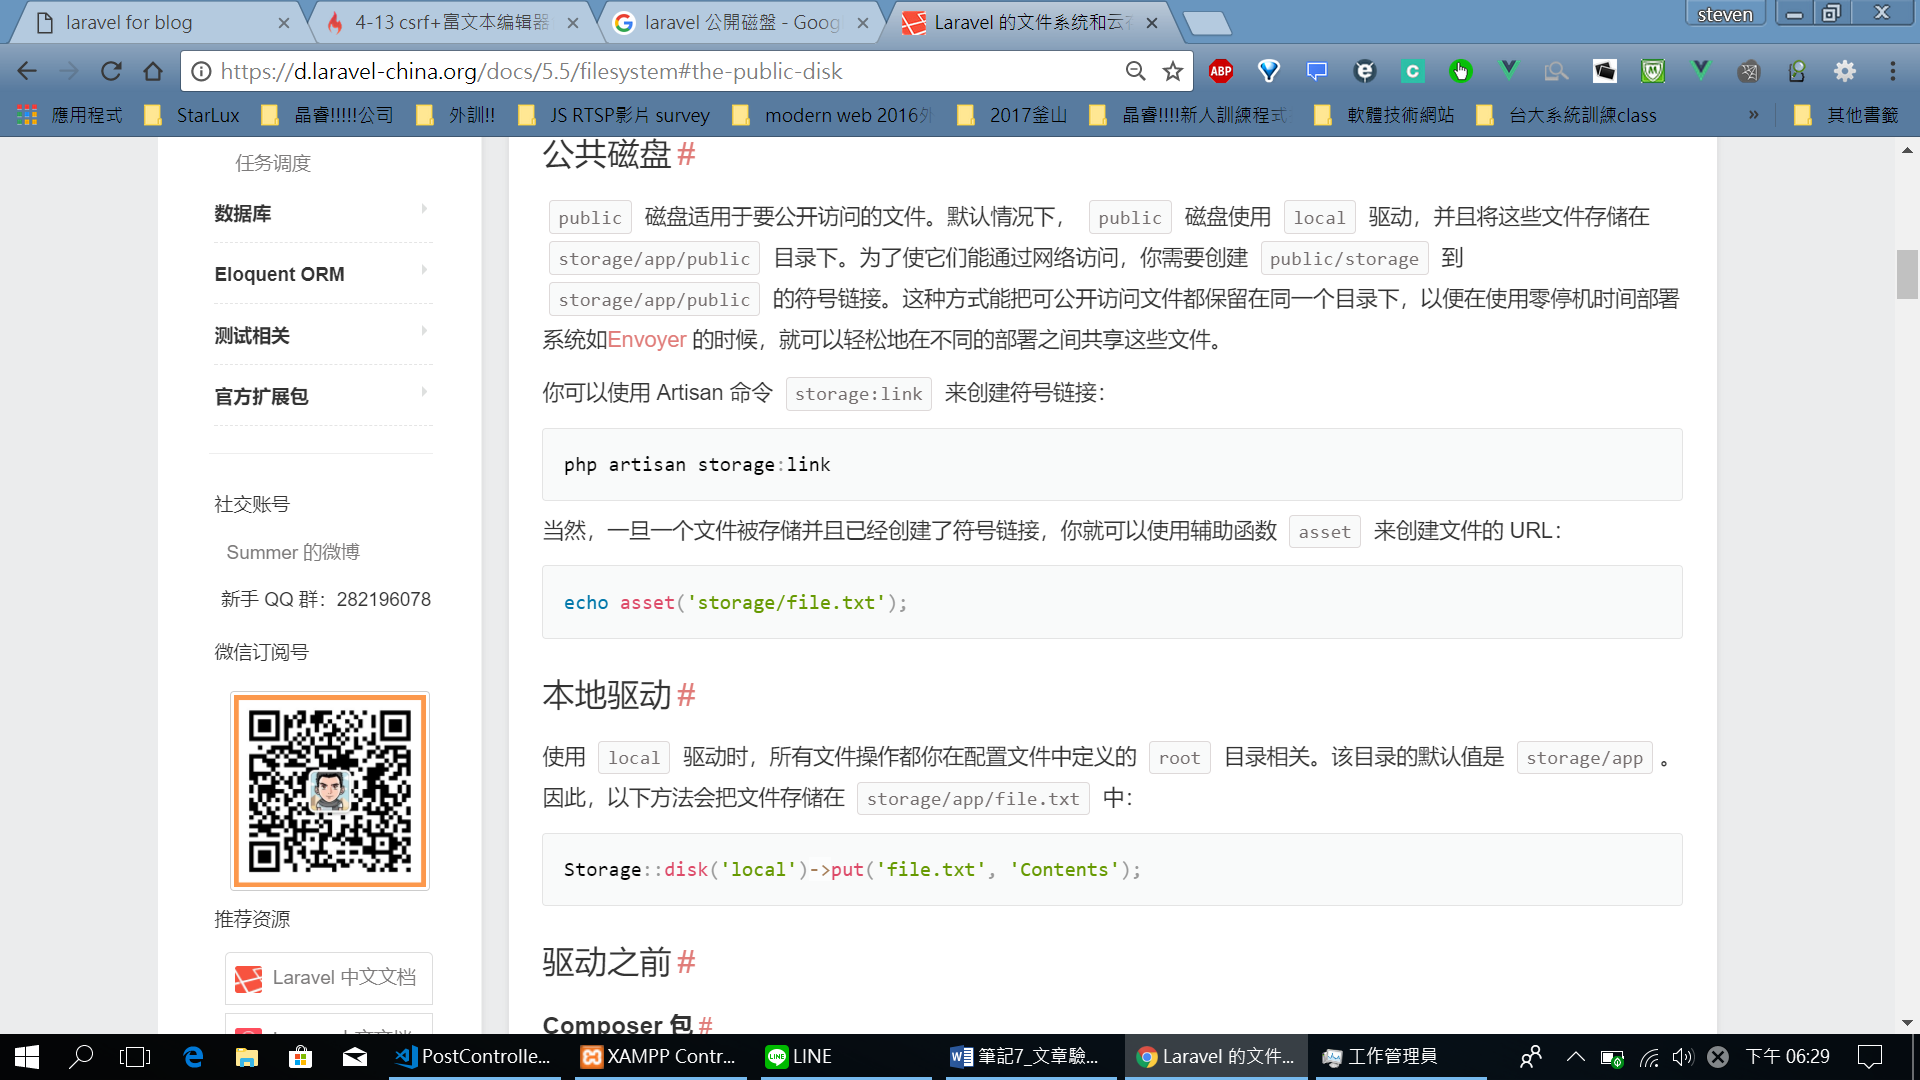 laravel for blog
4-13 csrf+富文本编辑器
laravel 公開磁盤 - Goog
Laravel 的文件系统和云存
steven
https://d.laravel-china.org/docs/5.5/filesystem#the-public-disk
ABP
應用程式
StarLux
晶睿!!!!!公司
外訓!!
JS RTSP影片 survey
modern web 2016外
2017釜山
晶睿!!!!新人訓練程式
軟體技術網站
台大系統訓練class
»
其他書籤
任务调度
数据库
Eloquent ORM
测试相关
官方扩展包
社交账号
Summer 的微博
新手 QQ 群：282196078
微信订阅号
推荐资源
Laravel 中文文档
公共磁盘 #
public 磁盘适用于要公开访问的文件。默认情况下， public 磁盘使用 local 驱动，并且将这些文件存储在
storage/app/public 目录下。为了使它们能通过网络访问，你需要创建 public/storage 到
storage/app/public 的符号链接。这种方式能把可公开访问文件都保留在同一个目录下，以便在使用零停机时间部署
系统如Envoyer 的时候，就可以轻松地在不同的部署之间共享这些文件。
你可以使用 Artisan 命令 storage:link 来创建符号链接：
php artisan storage:link
当然，一旦一个文件被存储并且已经创建了符号链接，你就可以使用辅助函数 asset 来创建文件的 URL：
echo asset('storage/file.txt');
本地驱动 #
使用 local 驱动时，所有文件操作都你在配置文件中定义的 root 目录相关。该目录的默认值是 storage/app 。
因此，以下方法会把文件存储在 storage/app/file.txt 中：
Storage::disk('local')->put('file.txt', 'Contents');
驱动之前 #
Composer 包 #
PostControlle...
XAMPP Contr...
LINE
筆記7_文章驗...
Laravel 的文件...
工作管理員
下午 06:29